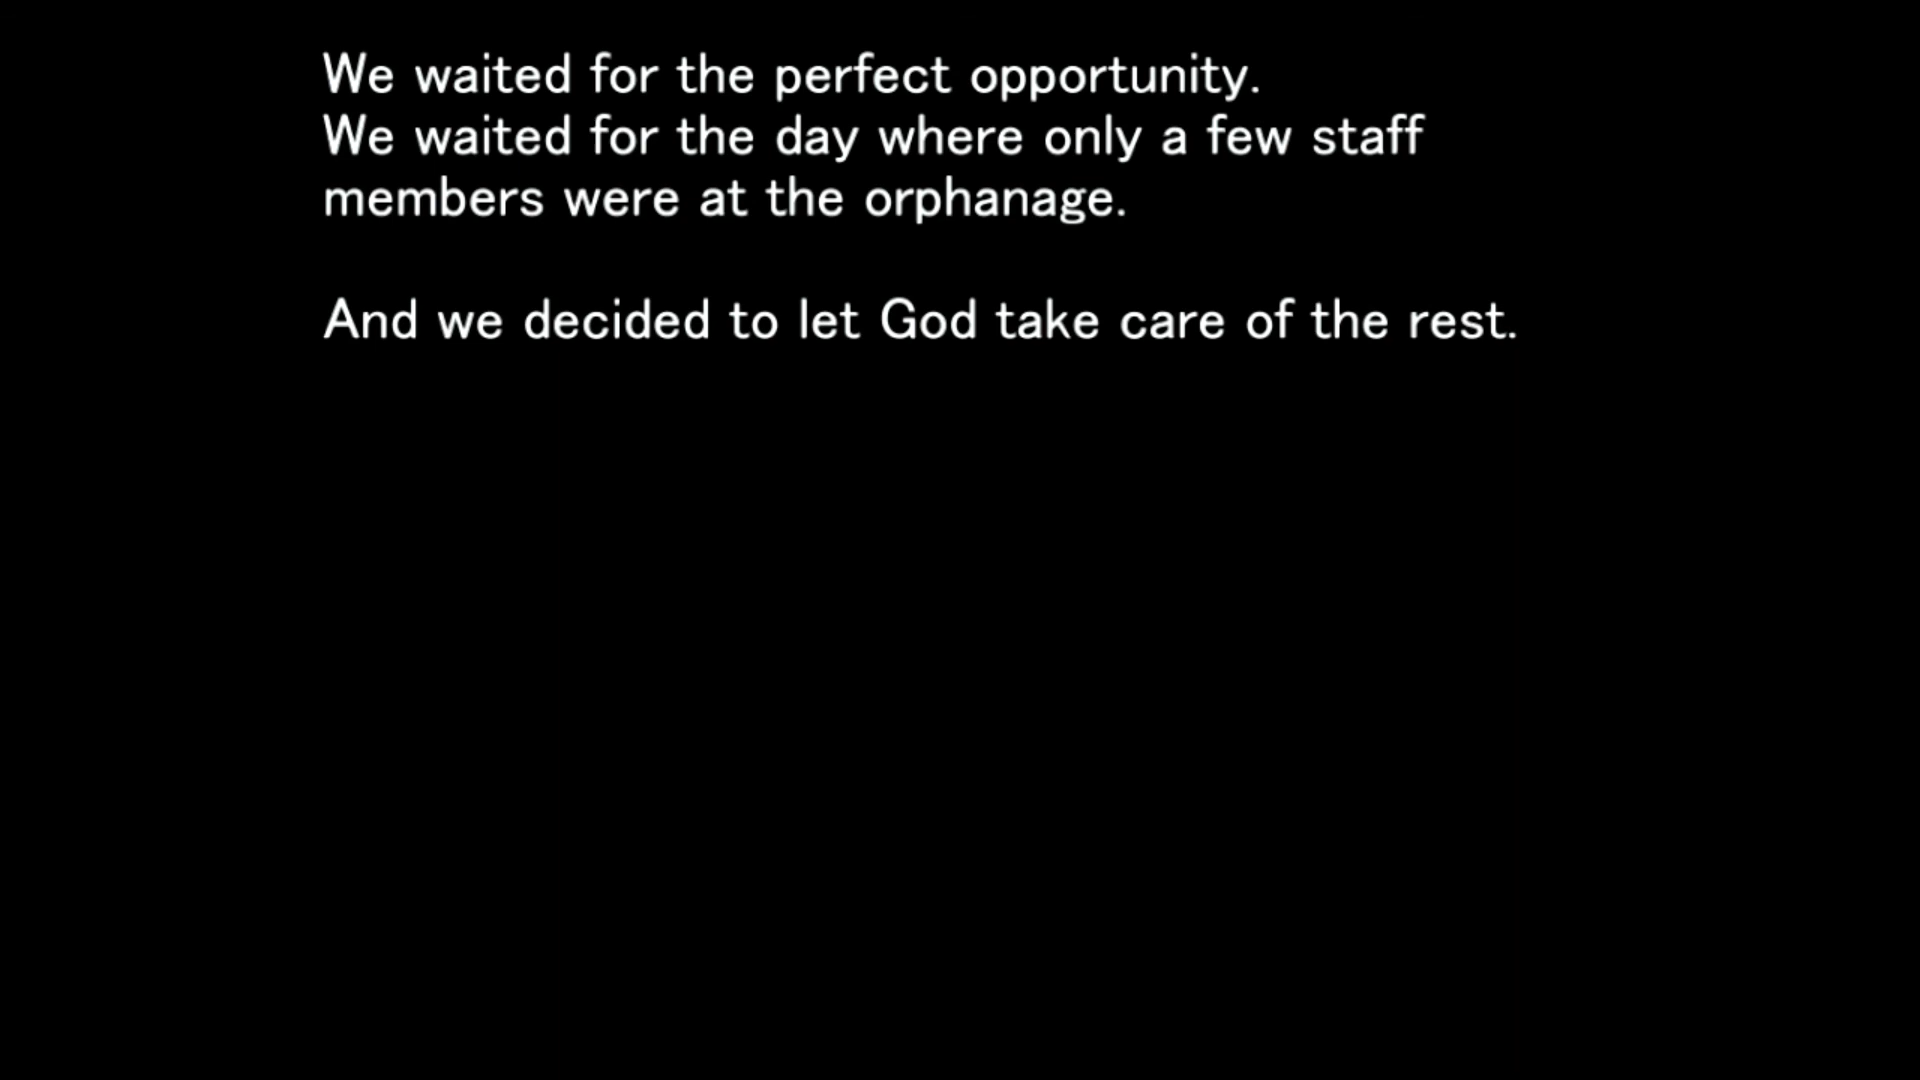 We waited for the perfect opportunity.
We waited for the day where only a few staff
members were at the orphanage.
And we decided to let God take care of the rest.